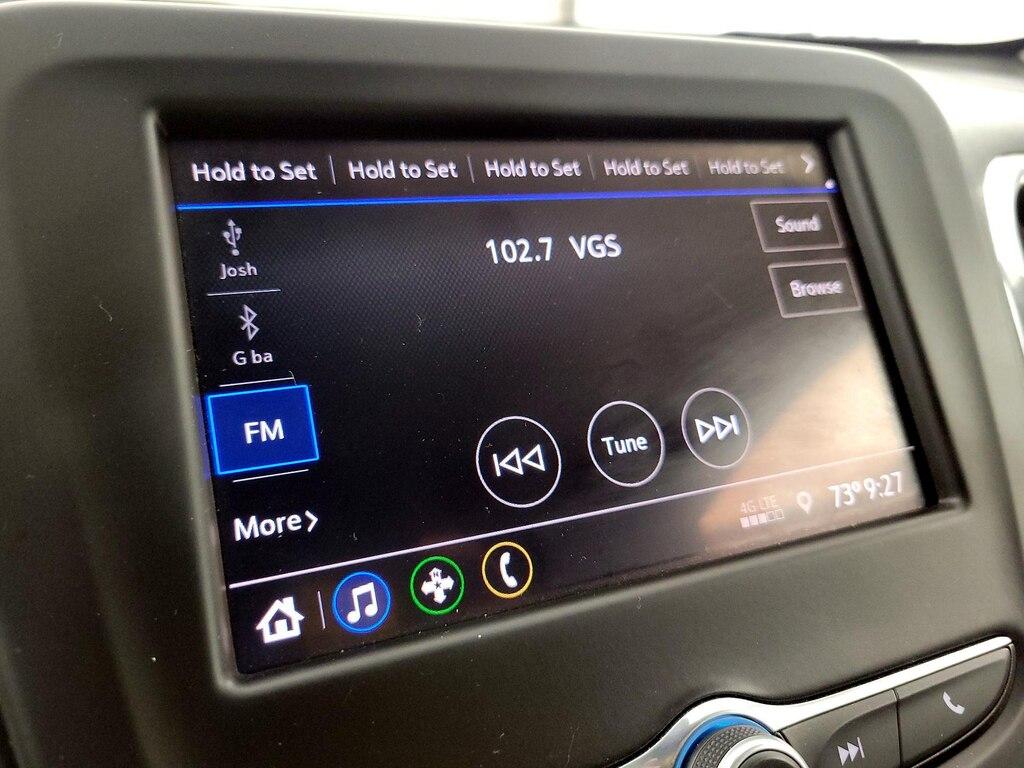 Hold to Set Hold to Set Hold to Set Hold to Set Hold to Set
Josh
102.7 VGS
Sound
G ba
Browse
FM
Tune
More
4G LTE
73° 9:27